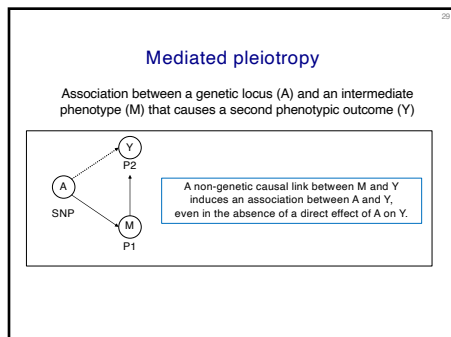 29
Mediated pleiotropy
Association between a genetic locus (A) and an intermediate
phenotype (M) that causes a second phenotypic outcome (Y)
Y
P2
A
SNP
M
P1
A non-genetic causal link between M and Y
induces an association between A and Y,
even in the absence of a direct effect of A on Y.